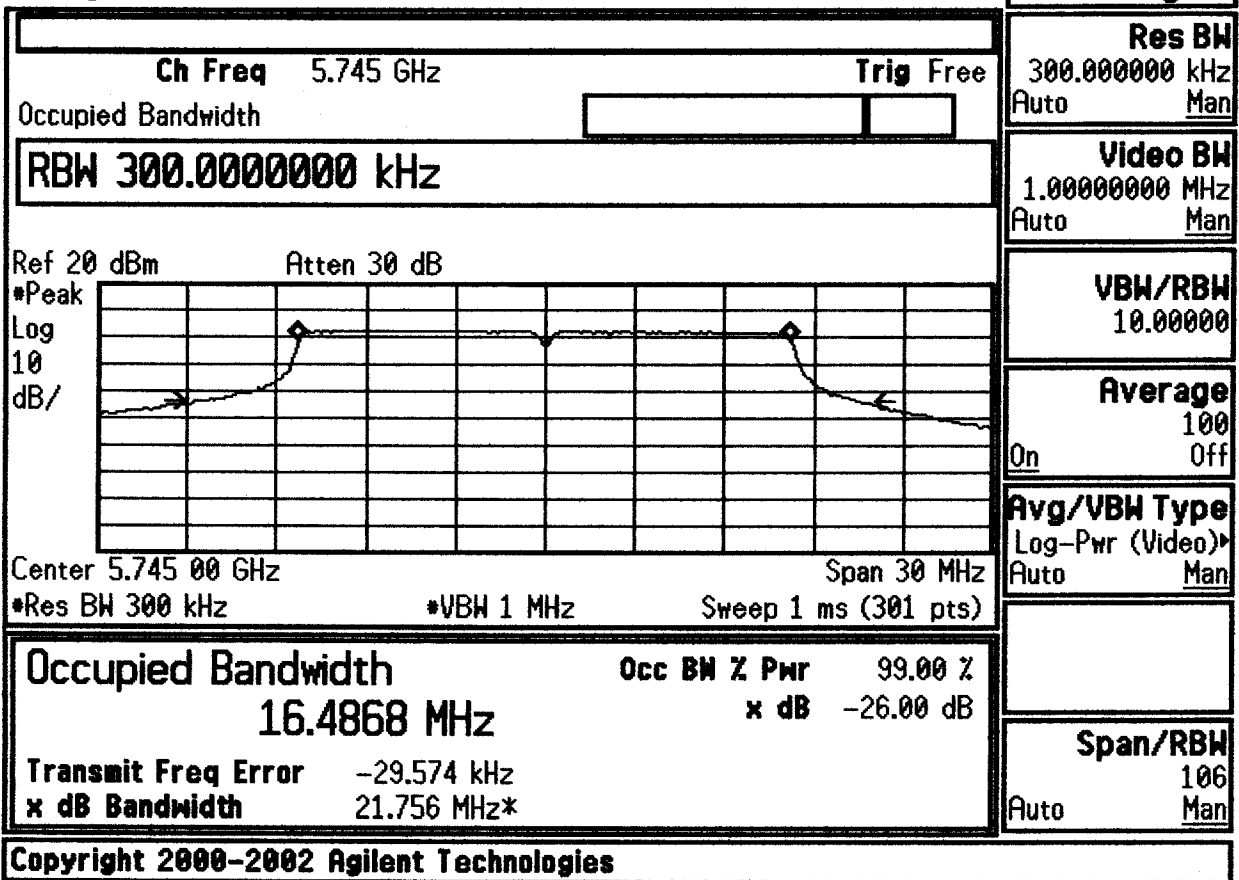 Ch Freq 5.745 GHz Trig Free
Occupied Bandwidth
RBW 300.0000000 kHz
Ref 20 dBm Atten 30 dB
*Peak
Log
10
dB/
Center 5.745 00 GHz Span 30 MHz
*Res BW 300 kHz *VBW 1 MHz Sweep 1 ms (301 pts)
Occupied Bandwidth
16.4868 MHz
Occ BW % Pwr 99.00 %
x dB -26.00 dB
Transmit Freq Error -29.574 kHz
x dB Bandwidth 21.756 MHz*
Copyright 2000-2002 Agilent Technologies
Res BW
300.000000 kHz
Auto Man
Video BW
1.00000000 MHz
Auto Man
VBW/RBW
10.00000
Average
100
On Off
Avg/VBW Type
Log-Pwr (Video)▸
Auto Man
Span/RBW
106
Auto Man